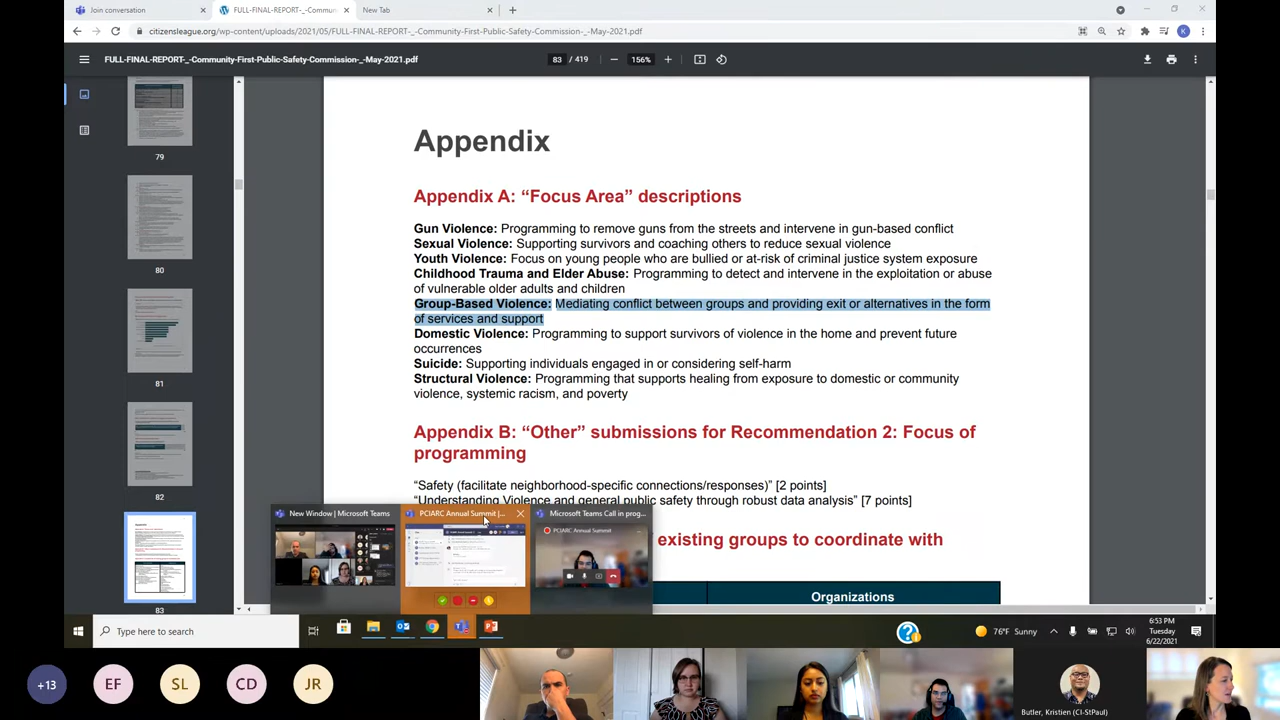 Join conversation
FULL-FINAL-REPORT-_-Commun
New Tab
citizensleague.org/wp-content/uploads/2021/05/FULL-FINAL-REPORT-_-Community-First-Public-Safety-Commission-_-May-2021.pdf
K
FULL-FINAL-REPORT-_-Community-First-Public-Safety-Commission-_-May-2021.pdf
83 / 419
156%
79
80
81
82
83
Appendix
Appendix A: “Focus Area” descriptions
Gun Violence: Programming to remove guns from the streets and intervene in gun-based conflict
Sexual Violence: Supporting survivors and coaching others to reduce sexual violence
Youth Violence: Focus on young people who are bullied or at-risk of criminal justice system exposure
Childhood Trauma and Elder Abuse: Programming to detect and intervene in the exploitation or abuse
of vulnerable older adults and children
Group-Based Violence: Mediating conflict between groups and providing exit or alternatives in the form
of services and support
Domestic Violence: Programming to support survivors of violence in the home and prevent future
occurrences
Suicide: Supporting individuals engaged in or considering self-harm
Structural Violence: Programming that supports healing from exposure to domestic or community
violence, systemic racism, and poverty
Appendix B: “Other” submissions for Recommendation 2: Focus of
programming
“Safety (facilitate neighborhood-specific connections/responses)” [2 points]
“Understanding Violence and general public safety through robust data analysis” [7 points]
New Window | Microsoft Teams
PCIARC Annual Summit |...
Microsoft Teams Call in prog...
PCIARC Annual Summit
existing groups to coordinate with
Organizations
Type here to search
76°F Sunny
6:53 PM
Tuesday
6/22/2021
+13
EF
SL
CD
JR
Butler, Kristien (CI-StPaul)